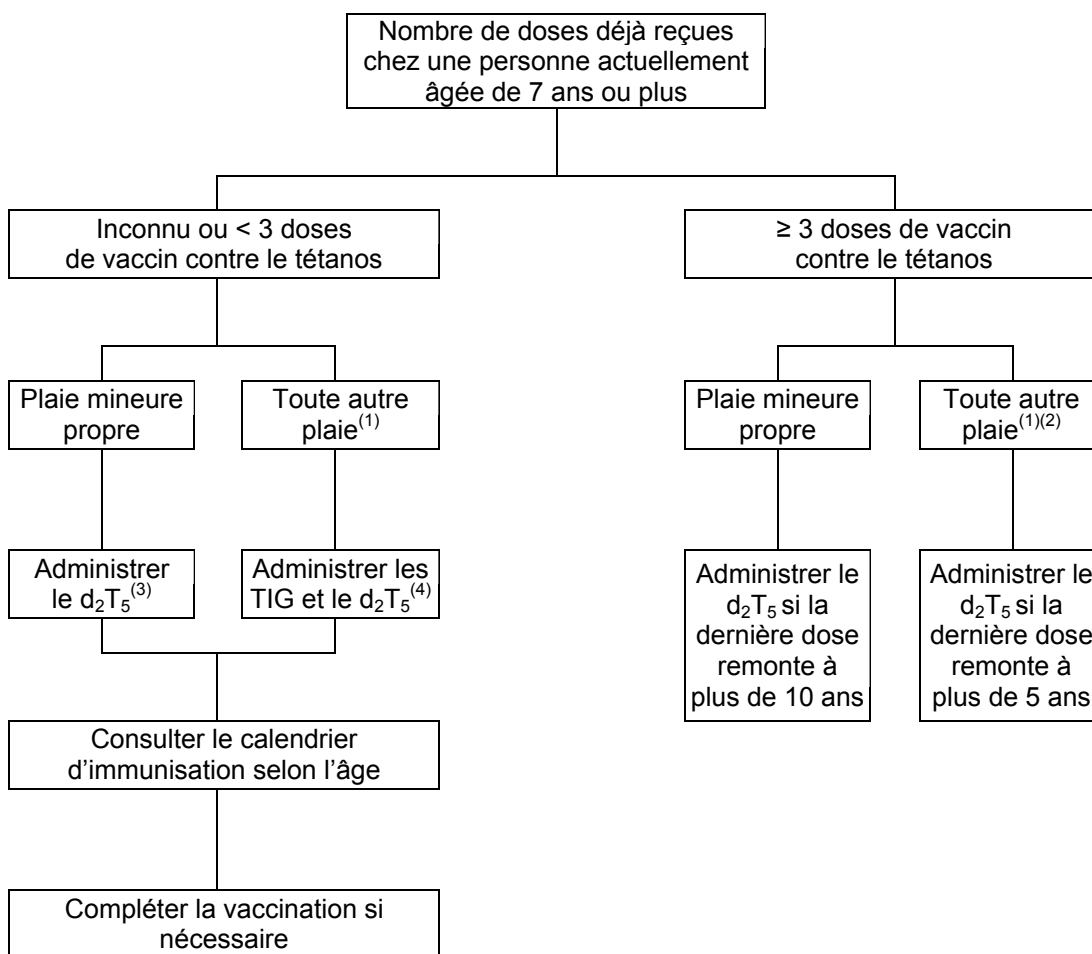 Nombre de doses déjà reçues
chez une personne actuellement
âgée de 7 ans ou plus
Inconnu ou < 3 doses
de vaccin contre le tétanos
≥ 3 doses de vaccin
contre le tétanos
Plaie mineure
propre
Toute autre
plaie(1)
Plaie mineure
propre
Toute autre
plaie(1)(2)
Administrer
le d2T5(3)
Administrer les
TIG et le d2T5(4)
Administrer le
d2T5 si la
dernière dose
remonte à
plus de 10 ans
Administrer le
d2T5 si la
dernière dose
remonte à
plus de 5 ans
Consulter le calendrier
d’immunisation selon l’âge
Compléter la vaccination si
nécessaire